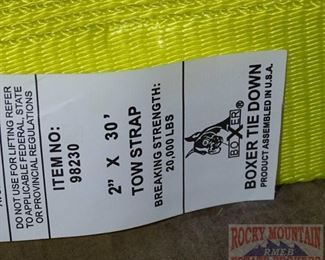 DO NOT USE FOR LIFTING REFER
TO APPLICABLE FEDERAL, STATE
OR PROVINCIAL REGULATIONS
ITEM NO:
98230
2" X 30'
TOW STRAP
BREAKING STRENGTH:
20,000 LBS
BOXER
BOXER TIE DOWN
PRODUCT ASSEMBLED IN U.S.A.
ROCKY MOUNTAIN
RMEB